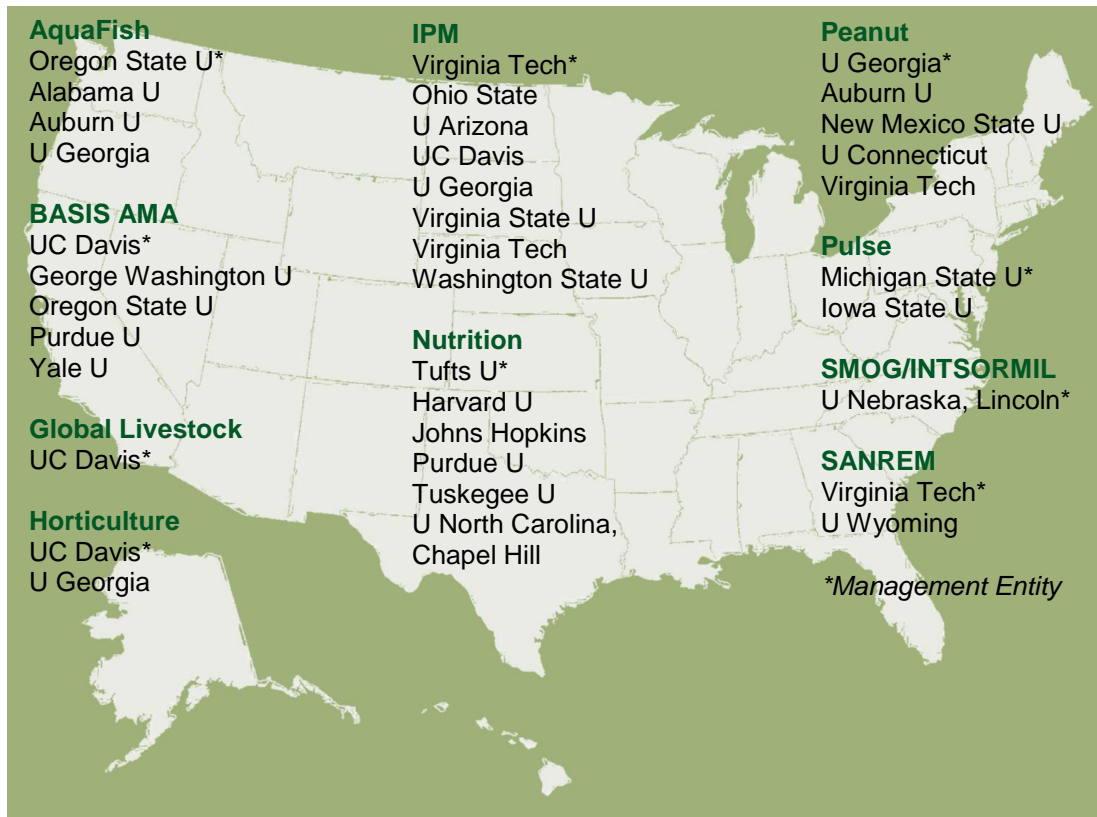 AquaFish
Oregon State U*
Alabama U
Auburn U
U Georgia
BASIS AMA
UC Davis*
George Washington U
Oregon State U
Purdue U
Yale U
Global Livestock
UC Davis*
Horticulture
UC Davis*
U Georgia
IPM
Virginia Tech*
Ohio State
U Arizona
UC Davis
U Georgia
Virginia State U
Virginia Tech
Washington State U
Nutrition
Tufts U*
Harvard U
Johns Hopkins
Purdue U
Tuskegee U
U North Carolina,
Chapel Hill
Peanut
U Georgia*
Auburn U
New Mexico State U
U Connecticut
Virginia Tech
Pulse
Michigan State U*
Iowa State U
SMOG/INTSORMIL
U Nebraska, Lincoln*
SANREM
Virginia Tech*
U Wyoming
*Management Entity